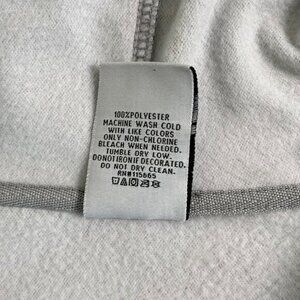 100%POLYESTER
MACHINE WASH COLD
WITH LIKE COLORS
ONLY NON-CHLORINE
BLEACH WHEN NEEDED.
TUMBLE DRY LOW.
DONOTIRONIF DECORATED.
DO NOT DRY CLEAN.
RN#115865